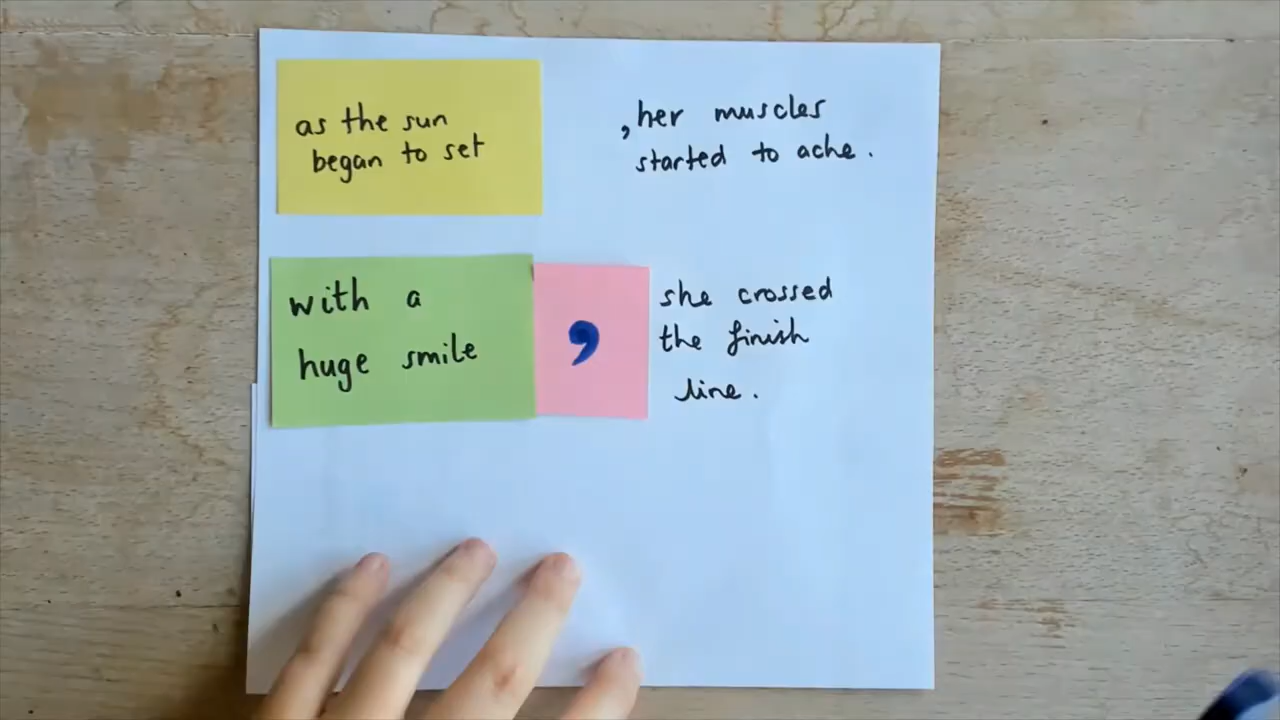 as the sun
began to set
, her muscles
started to ache.
with a
huge smile
,
she crossed
the finish
line.